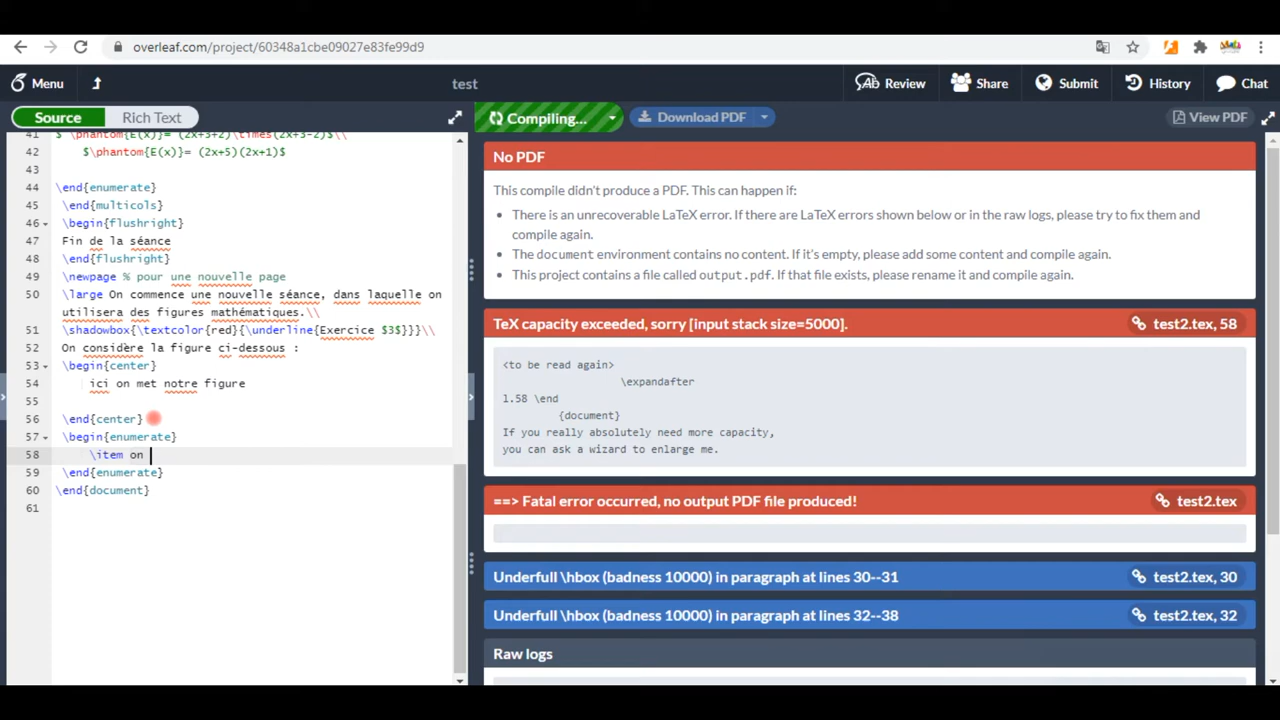 overleaf.com/project/60348a1cbe09027e83fe99d9
Menu
test
Review
Share
Submit
History
Chat
Source
Rich Text
Compiling...
Download PDF
View PDF
41 $ \phantom{E(x)}= (2x+3+2)\times(2x+3-2)$\\
42 $\phantom{E(x)}= (2x+5)(2x+1)$
43
44 \end{enumerate}
45 \end{multicols}
46 \begin{flushright}
47 Fin de la séance
48 \end{flushright}
49 \newpage % pour une nouvelle page
50 \large On commence une nouvelle séance, dans laquelle on
utilisera des figures mathématiques.\\
51 \shadowbox{\textcolor{red}{\underline{Exercice $3$}}}\\
52 On considère la figure ci-dessous :
53 \begin{center}
54 ici on met notre figure
55
56 \end{center}
57 \begin{enumerate}
58 \item on
59 \end{enumerate}
60 \end{document}
61
No PDF
This compile didn't produce a PDF. This can happen if:
• There is an unrecoverable LaTeX error. If there are LaTeX errors shown below or in the raw logs, please try to fix them and
compile again.
• The document environment contains no content. If it's empty, please add some content and compile again.
• This project contains a file called output.pdf. If that file exists, please rename it and compile again.
TeX capacity exceeded, sorry [input stack size=5000].
test2.tex, 58
<to be read again>
\expandafter
l.58 \end
{document}
If you really absolutely need more capacity,
you can ask a wizard to enlarge me.
==> Fatal error occurred, no output PDF file produced!
test2.tex
Underfull \hbox (badness 10000) in paragraph at lines 30--31
test2.tex, 30
Underfull \hbox (badness 10000) in paragraph at lines 32--38
test2.tex, 32
Raw logs